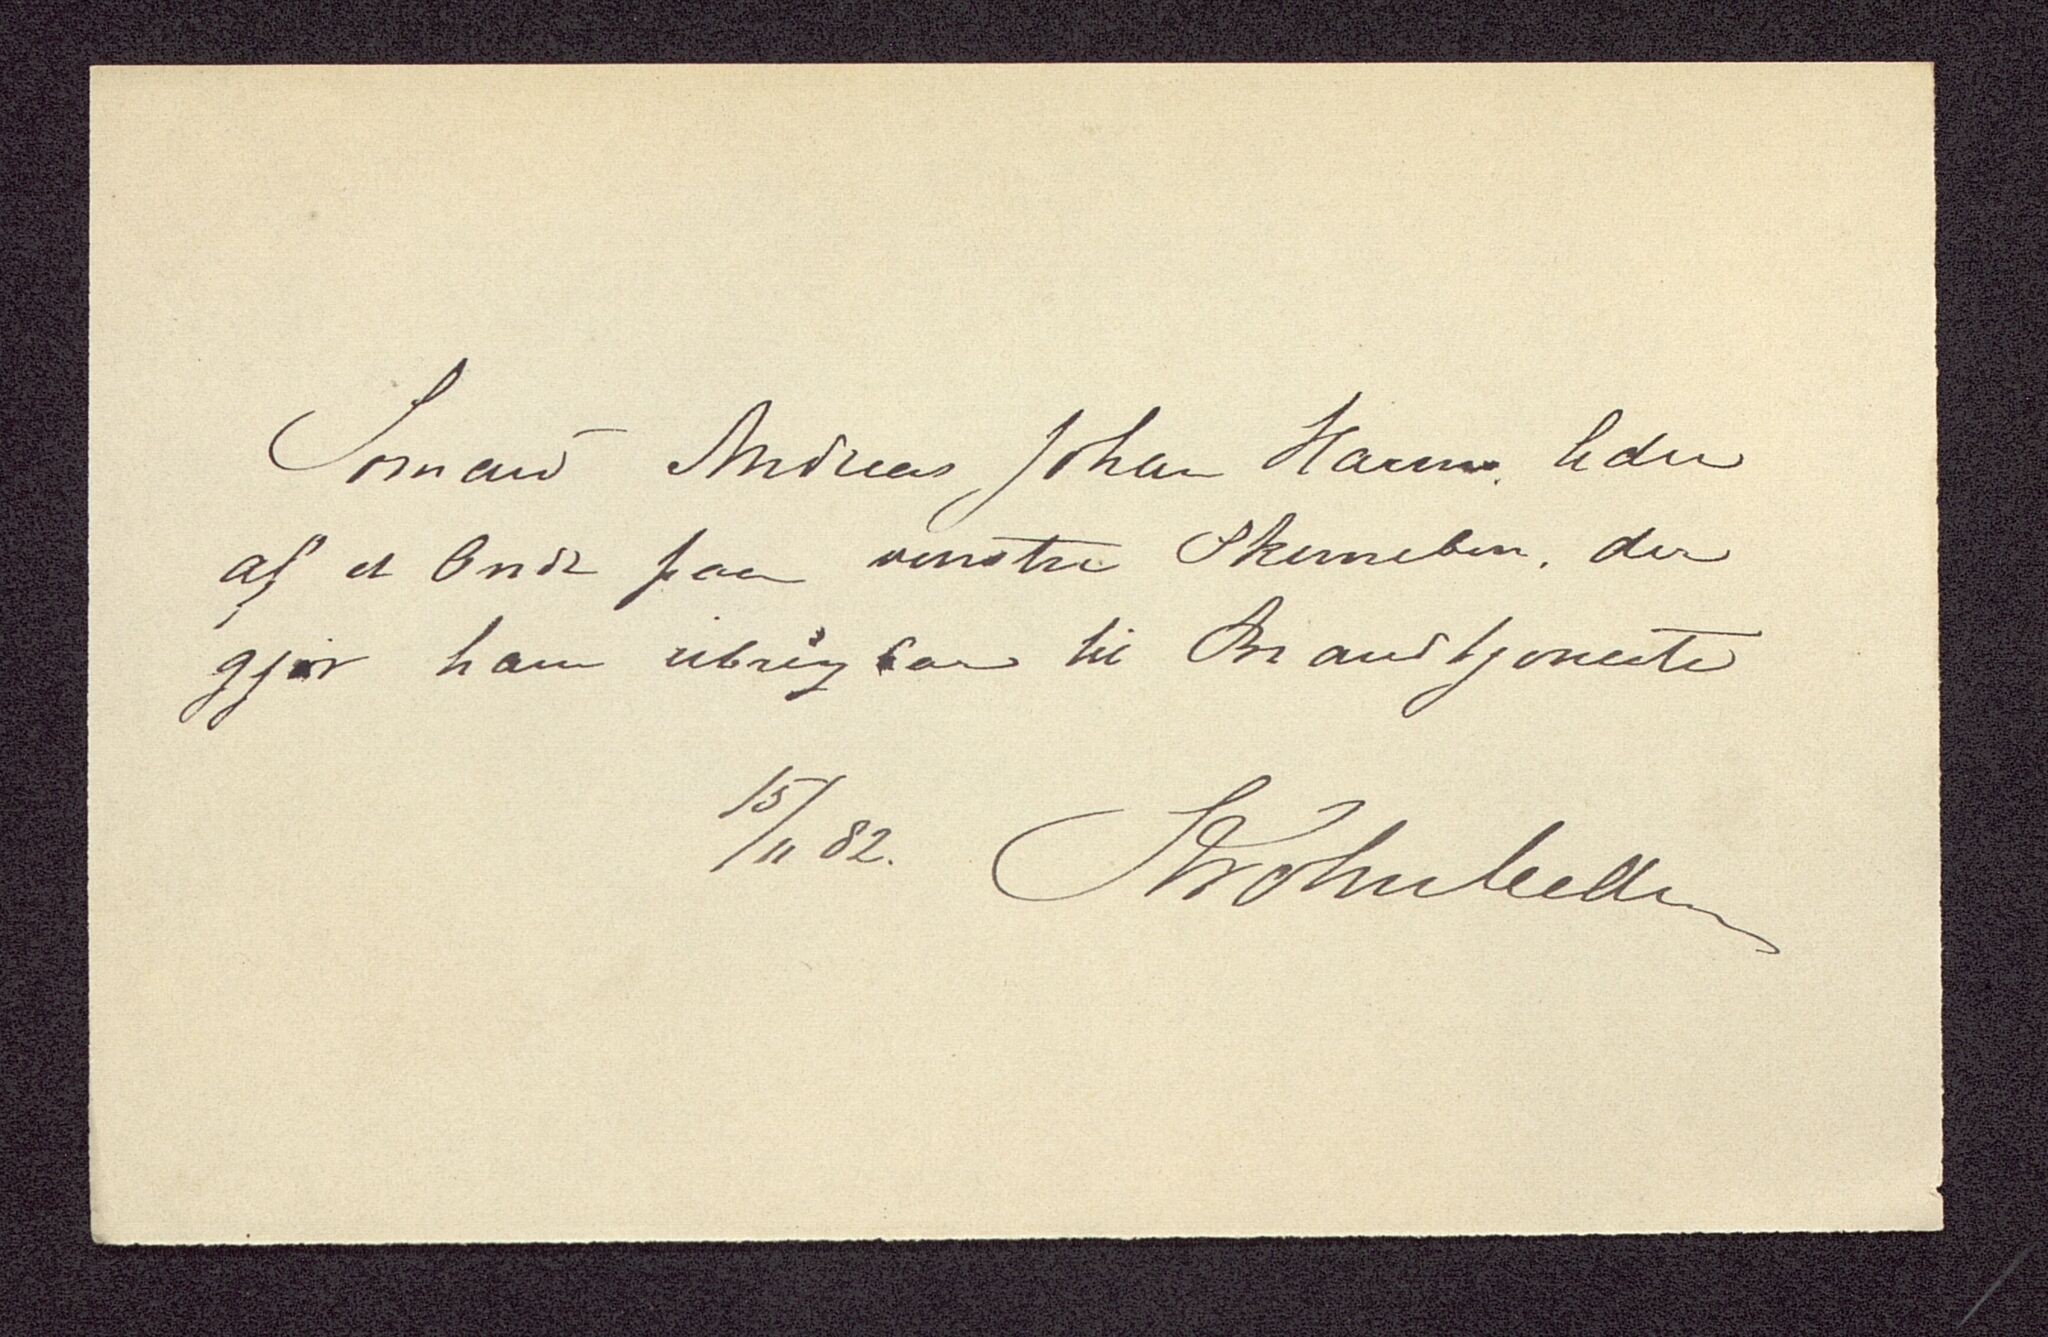 Sømand Andreas Johan Hansen lider
af et Onde paa venstre Skinneben, der
gjør ham ubrugbar til Brandtjeneste
15/11 82.